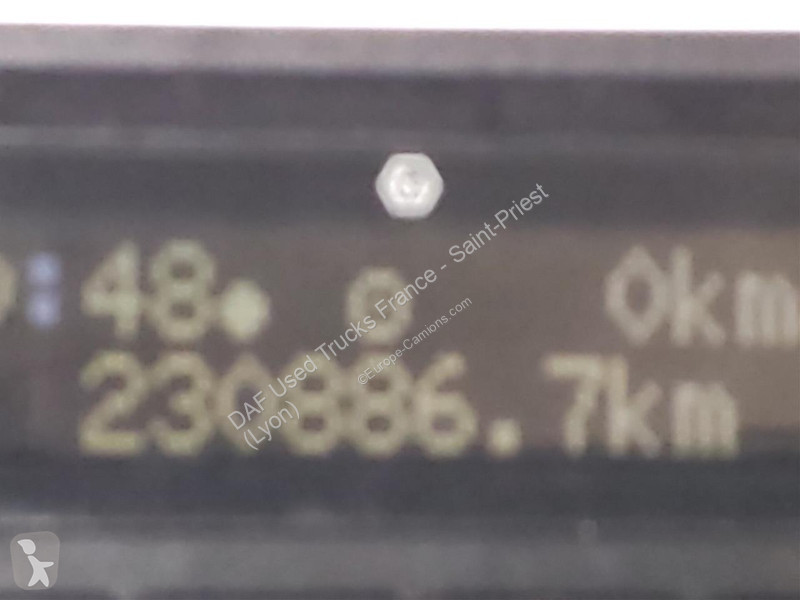 :48● ⊙ 0km
230886.7km
DAF Used Trucks France - Saint-Priest
(Lyon)
©Europe-Camions.com